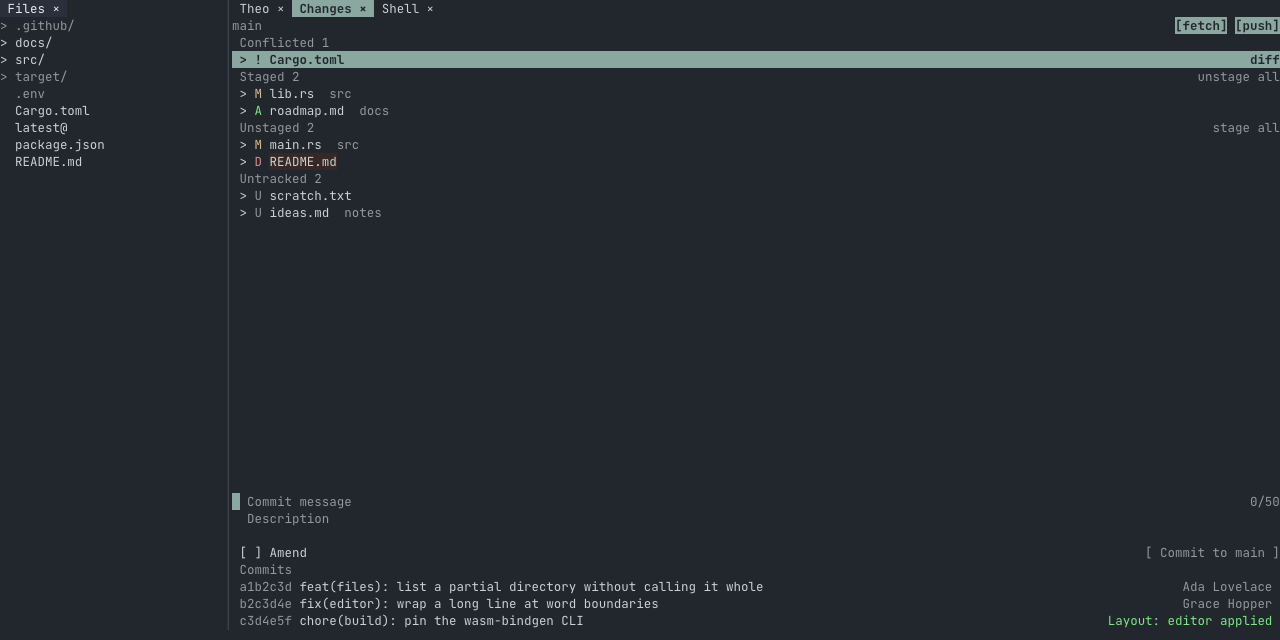 Files × Theo × Changes × Shell ×
> .github/ main [fetch] [push]
> docs/ Conflicted 1
> src/ > ! Cargo.toml diff
> target/ Staged 2 unstage all
.env > M lib.rs src
Cargo.toml > A roadmap.md docs
latest@ Unstaged 2 stage all
package.json > M main.rs src
README.md > D README.md
Untracked 2
> U scratch.txt
> U ideas.md notes
Commit message 0/50
Description
[ ] Amend [ Commit to main ]
Commits
a1b2c3d feat(files): list a partial directory without calling it whole Ada Lovelace
b2c3d4e fix(editor): wrap a long line at word boundaries Grace Hopper
c3d4e5f chore(build): pin the wasm-bindgen CLI Layout: editor applied